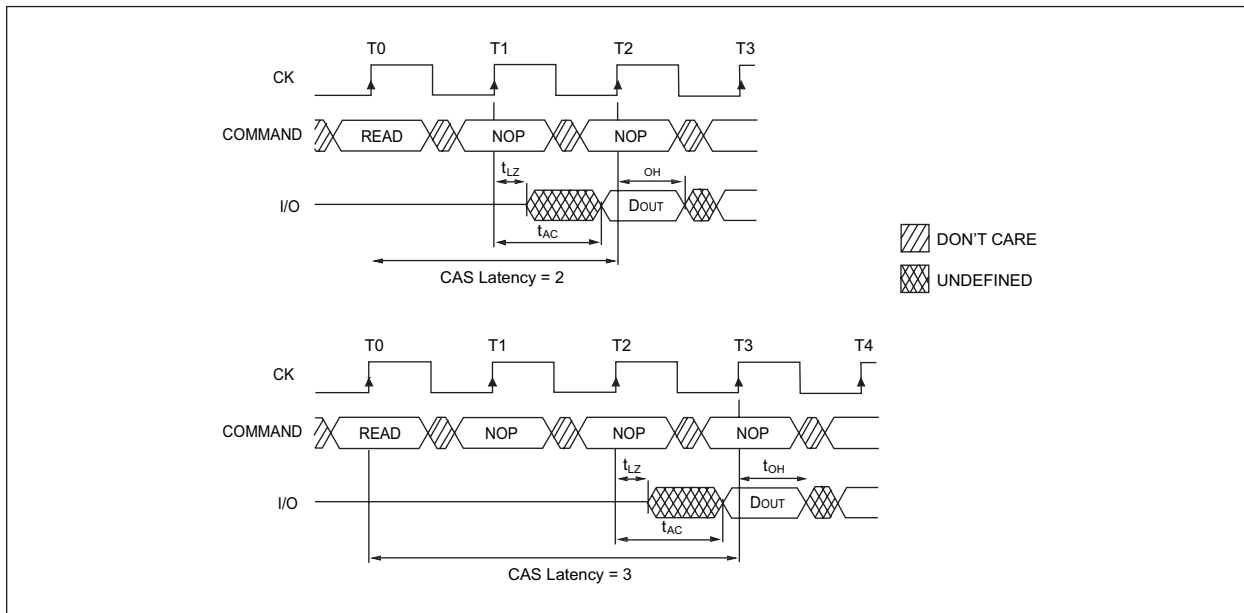 T0 T1 T2 T3
CK
COMMAND READ NOP NOP
tLZ OH
I/O DOUT
tAC
CAS Latency = 2
DON'T CARE
UNDEFINED
T0 T1 T2 T3 T4
CK
COMMAND READ NOP NOP NOP
tLZ tOH
I/O DOUT
tAC
CAS Latency = 3